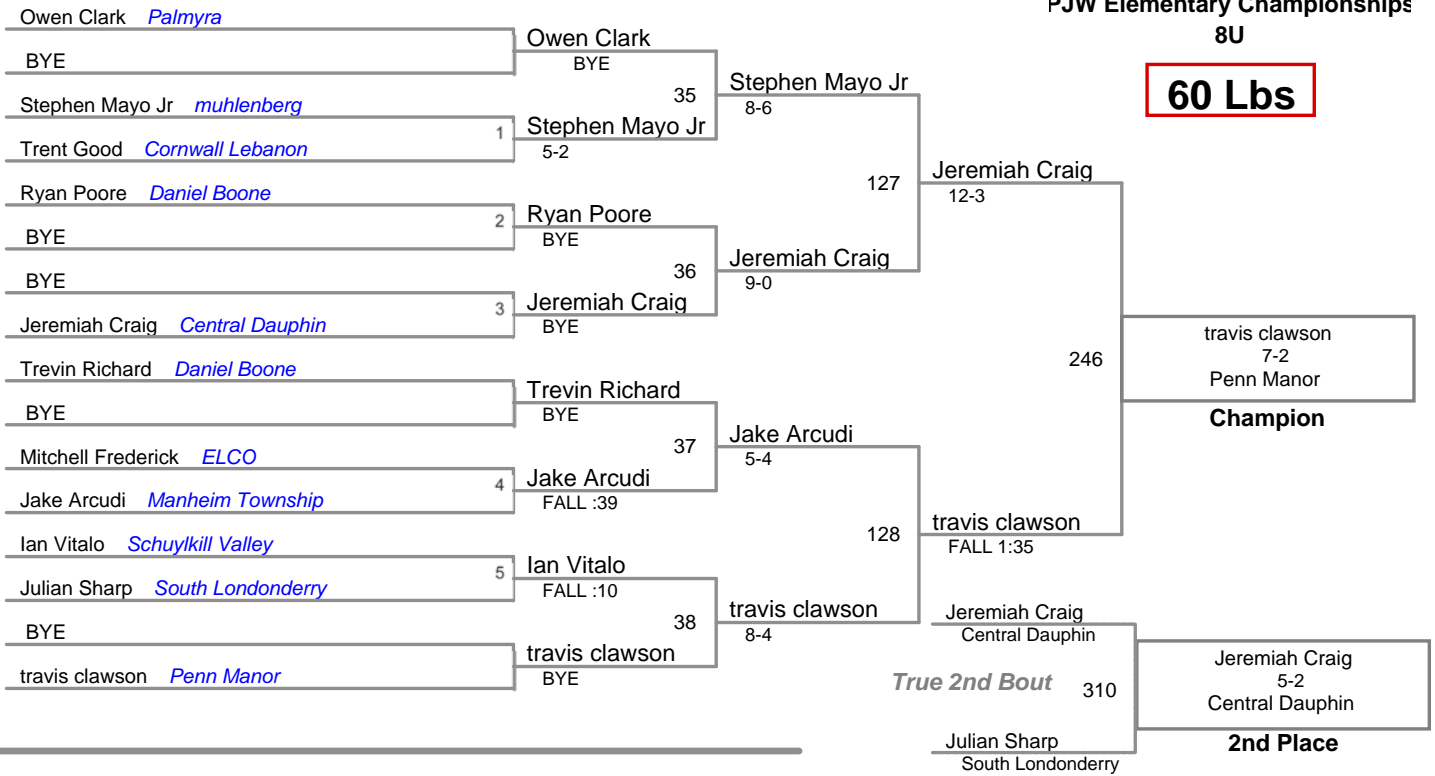 PJW Elementary Championships
8U
60 Lbs
Owen Clark Palmyra
BYE
Stephen Mayo Jr muhlenberg
Trent Good Cornwall Lebanon
Ryan Poore Daniel Boone
BYE
BYE
Jeremiah Craig Central Dauphin
Trevin Richard Daniel Boone
BYE
Mitchell Frederick ELCO
Jake Arcudi Manheim Township
Ian Vitalo Schuylkill Valley
Julian Sharp South Londonderry
BYE
travis clawson Penn Manor
Owen Clark
BYE
1
Stephen Mayo Jr
5-2
2
Ryan Poore
BYE
3
Jeremiah Craig
BYE
Trevin Richard
BYE
4
Jake Arcudi
FALL :39
5
Ian Vitalo
FALL :10
travis clawson
BYE
35
Stephen Mayo Jr
8-6
36
Jeremiah Craig
9-0
37
Jake Arcudi
5-4
38
travis clawson
8-4
127
Jeremiah Craig
12-3
128
travis clawson
FALL 1:35
246
travis clawson
7-2
Penn Manor
Champion
Jeremiah Craig
Central Dauphin
True 2nd Bout 310
Julian Sharp
South Londonderry
Jeremiah Craig
5-2
Central Dauphin
2nd Place